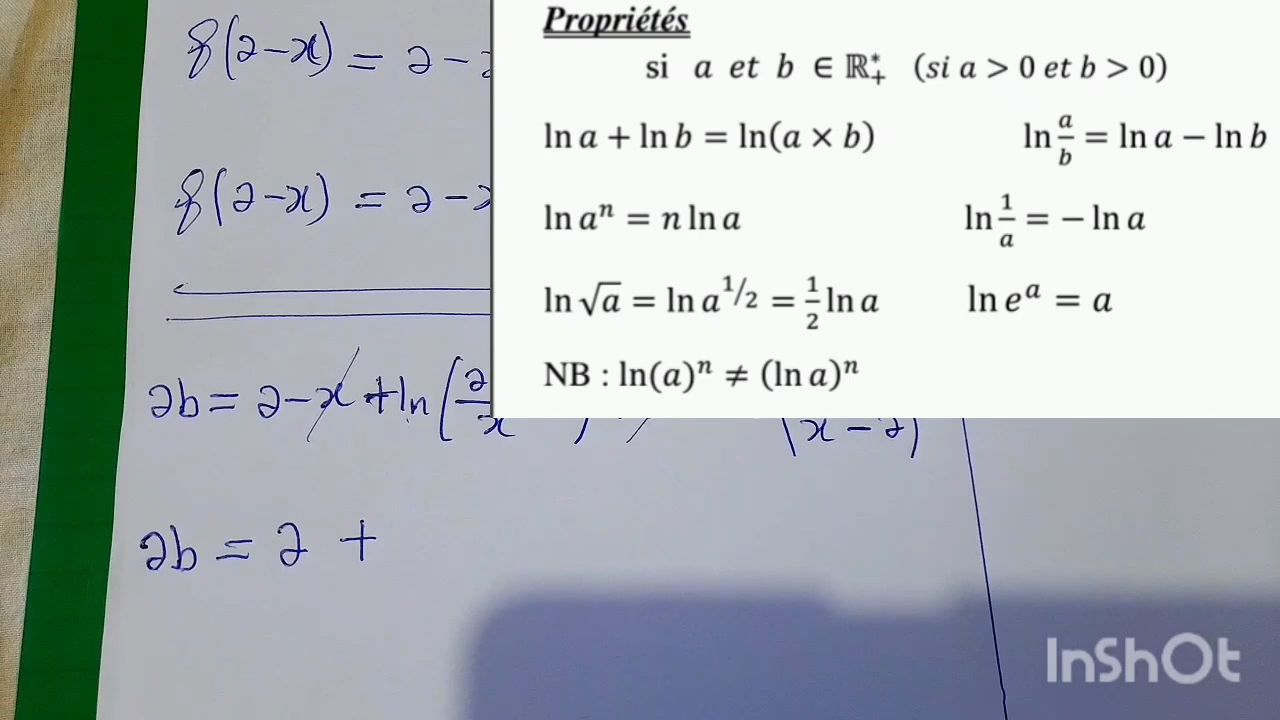 f(2-x) = 2-
f(2-x) = 2-x
2b = 2-x + ln(2/x
(x-2)
2b = 2 +
Propriétés
si a et b ∈ ℝ₊* (si a > 0 et b > 0)
ln a + ln b = ln(a × b) ln a/b = ln a − ln b
ln aⁿ = n ln a ln 1/a = − ln a
ln √a = ln a^1/2 = 1/2 ln a ln eᵃ = a
NB : ln(a)ⁿ ≠ (ln a)ⁿ
InShOt